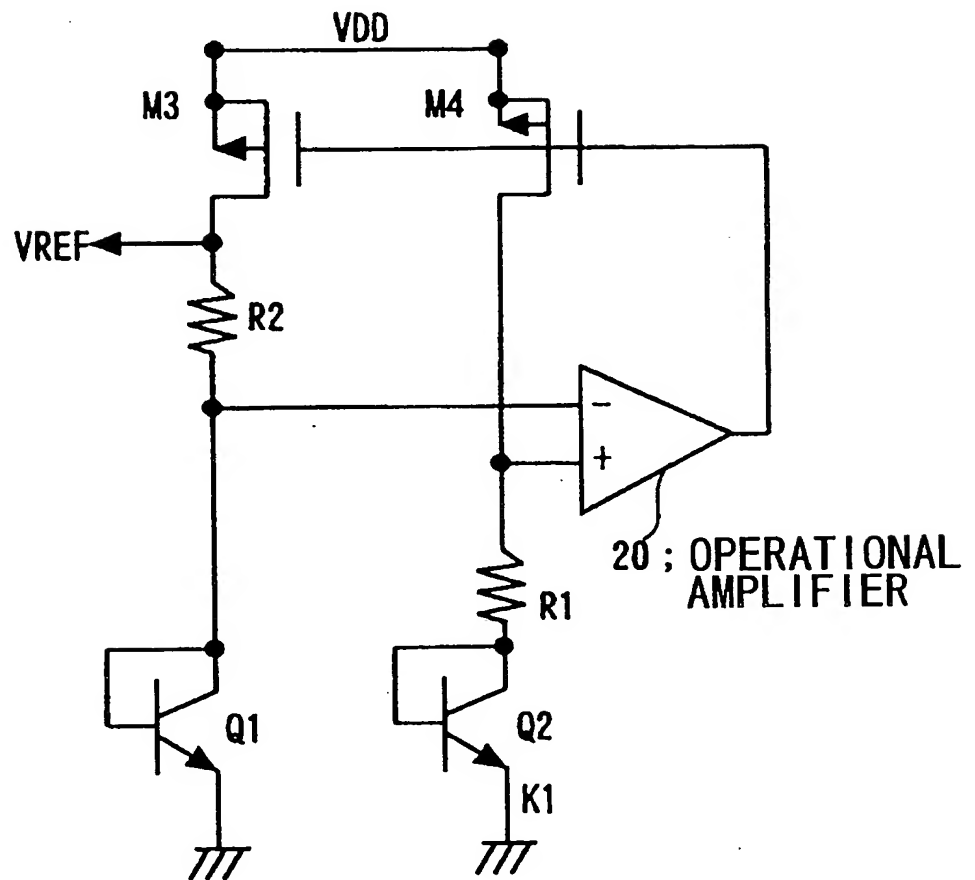 VDD
M3
M4
VREF
R2
-
+
20 ; OPERATIONAL
AMPLIFIER
R1
Q1
Q2
K1